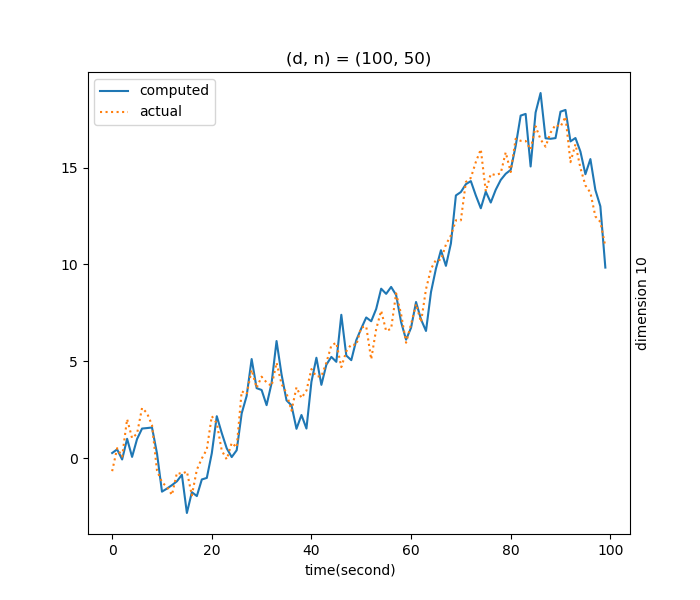 (d, n) = (100, 50)
computed
actual
15
10
5
0
0 20 40 60 80 100
time(second)
dimension 10